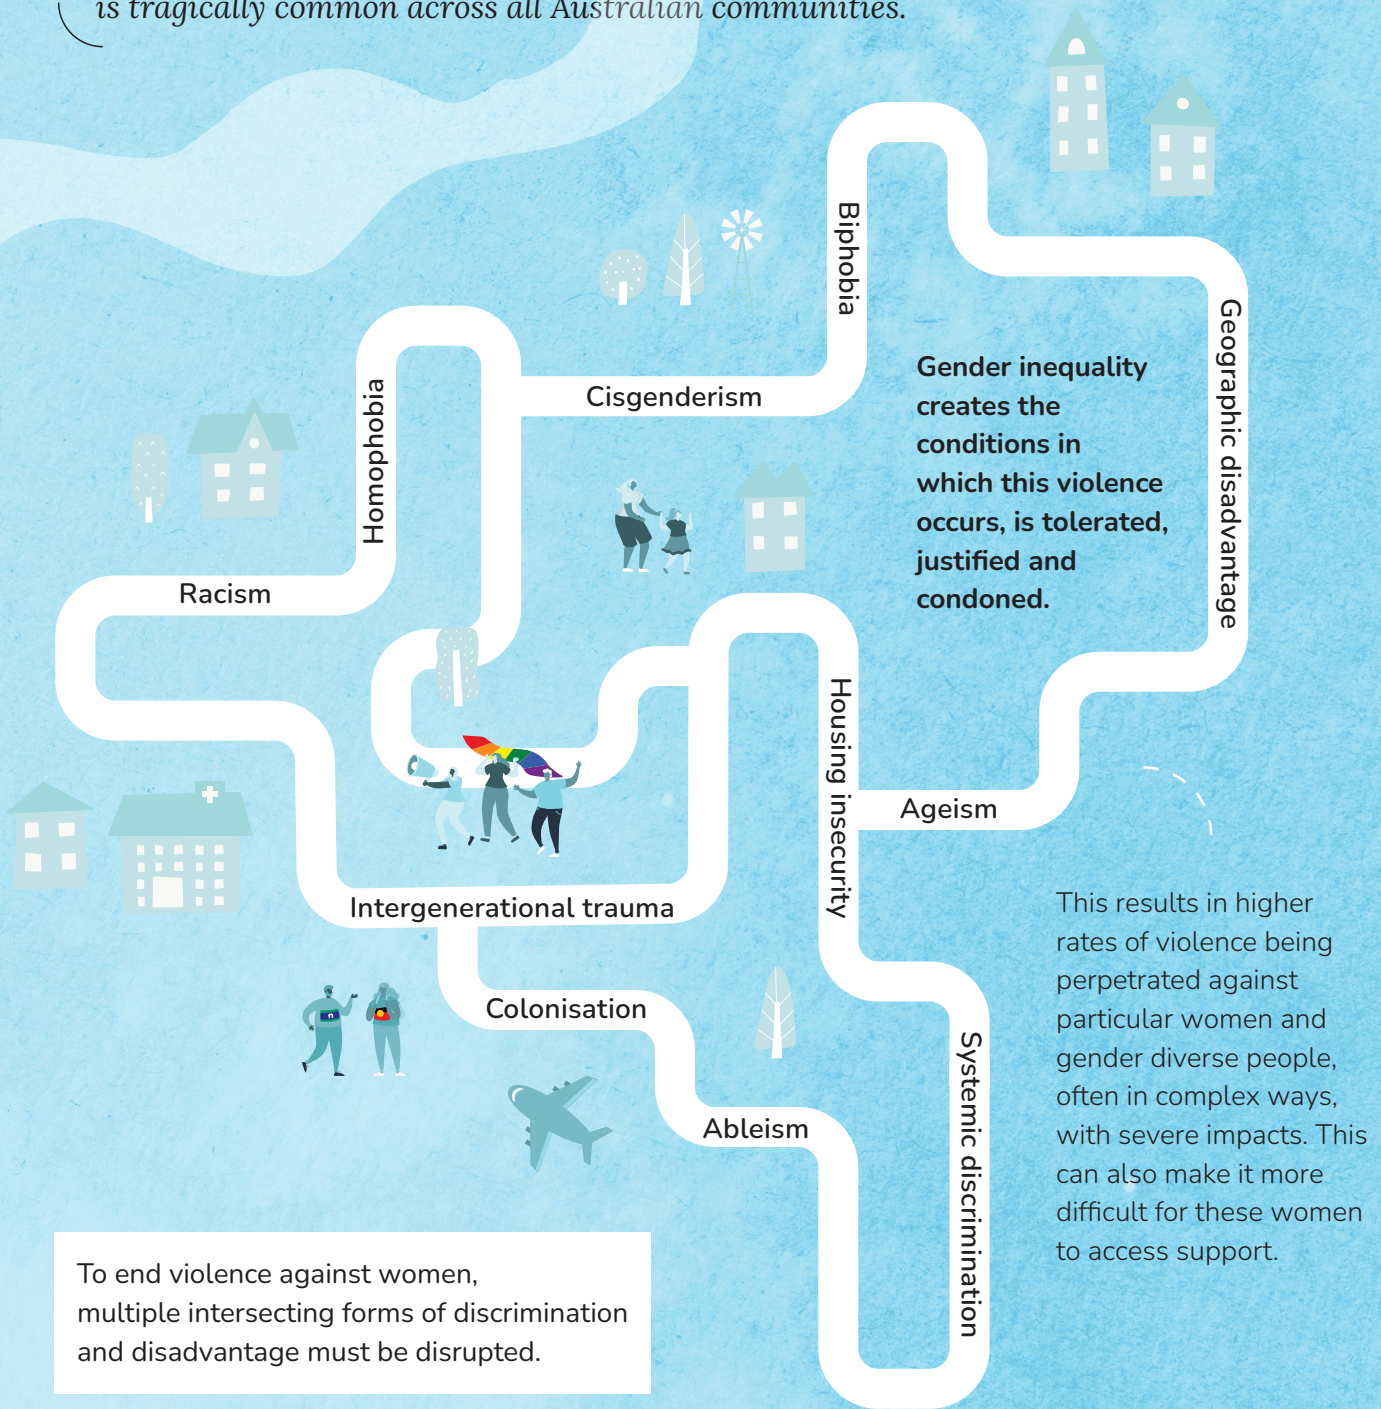 is tragically common across all Australian communities.
Biphobia
Geographic disadvantage
Gender inequality
creates the
conditions in
which this violence
occurs, is tolerated,
justified and
condoned.
Cisgenderism
Homophobia
Racism
Housing insecurity
Ageism
Intergenerational trauma
This results in higher
rates of violence being
perpetrated against
particular women and
gender diverse people,
often in complex ways,
with severe impacts. This
can also make it more
difficult for these women
to access support.
Colonisation
Systemic discrimination
Ableism
To end violence against women,
multiple intersecting forms of discrimination
and disadvantage must be disrupted.